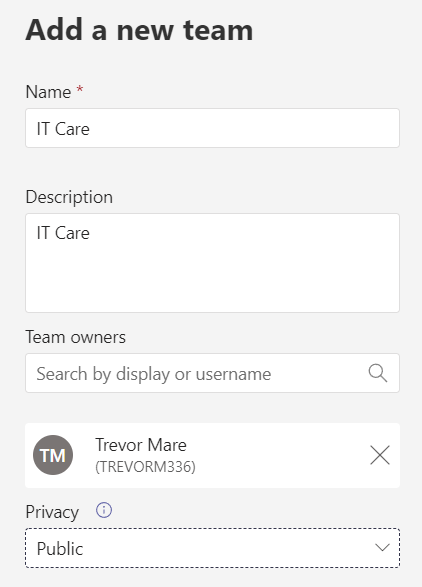 Add a new team
Name *
IT Care
Description
IT Care
Team owners
Search by display or username
TM
Trevor Mare
(TREVORM336)
Privacy
Public